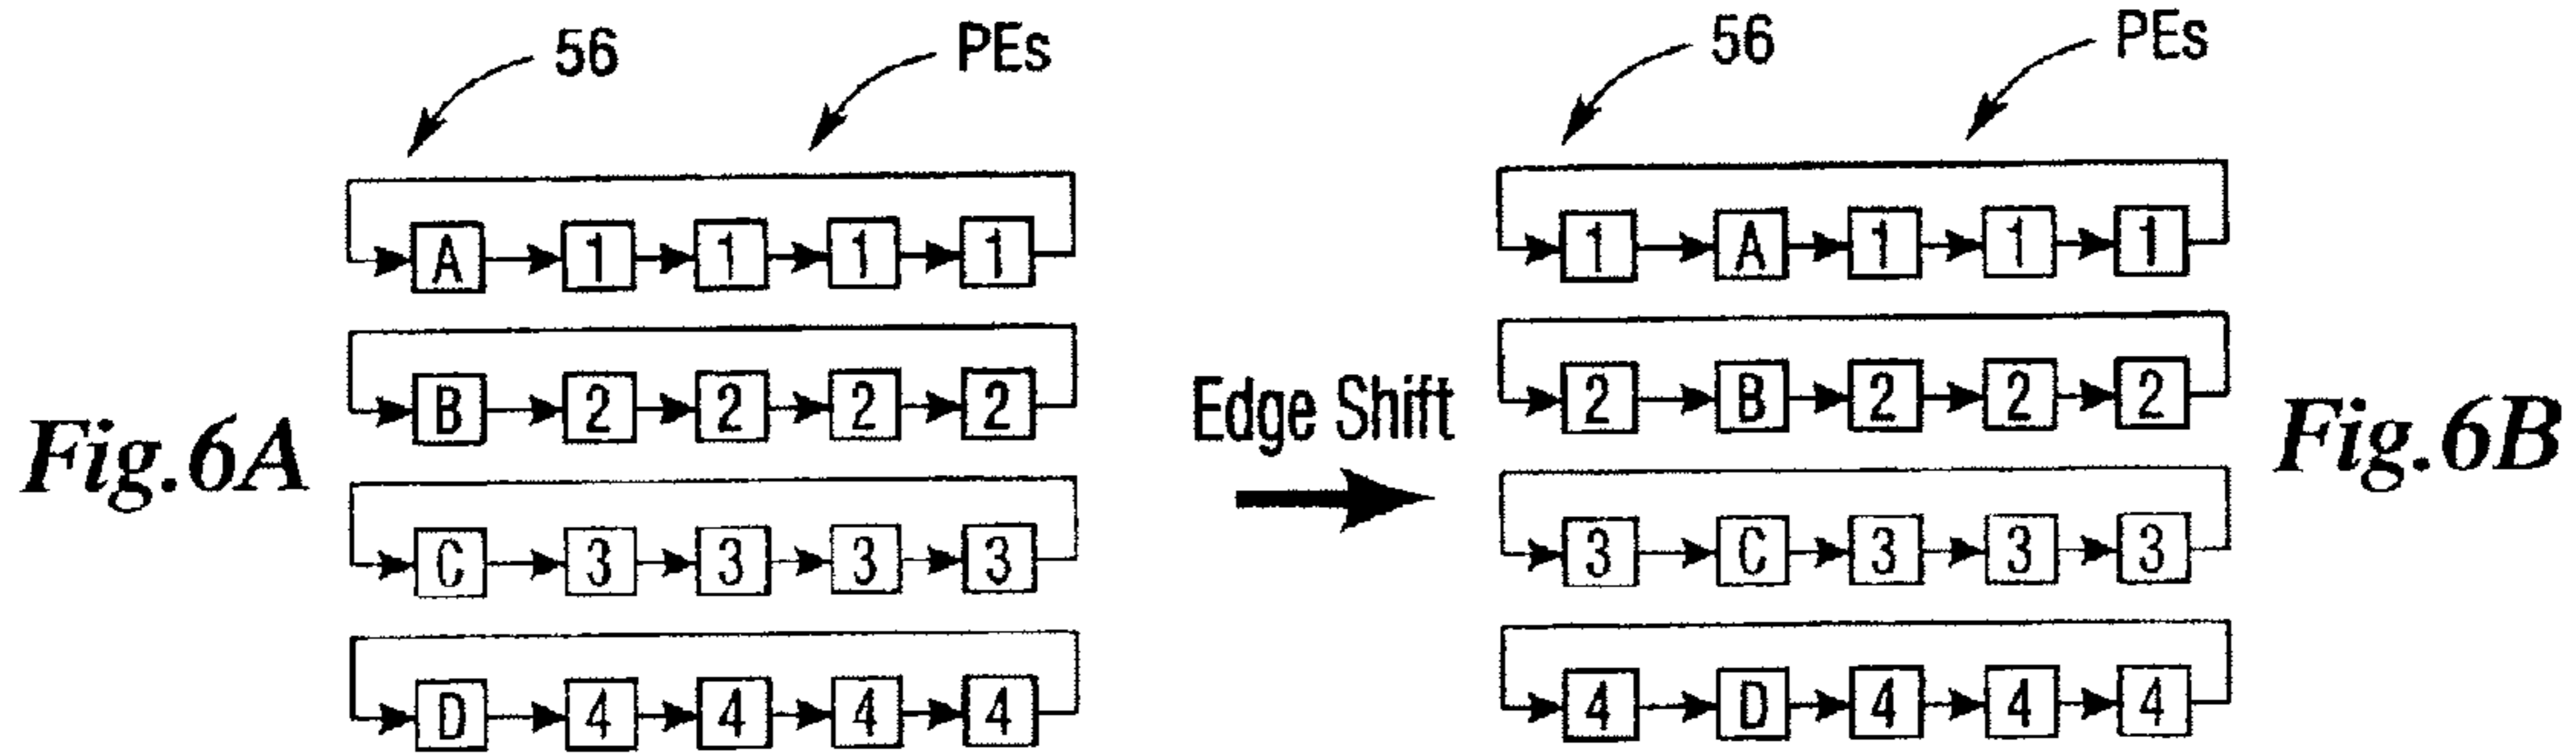 56 PEs
A 1 1 1 1
B 2 2 2 2
Fig.6A
C 3 3 3 3
D 4 4 4 4
Edge Shift
56 PEs
1 A 1 1 1
2 B 2 2 2
Fig.6B
3 C 3 3 3
4 D 4 4 4